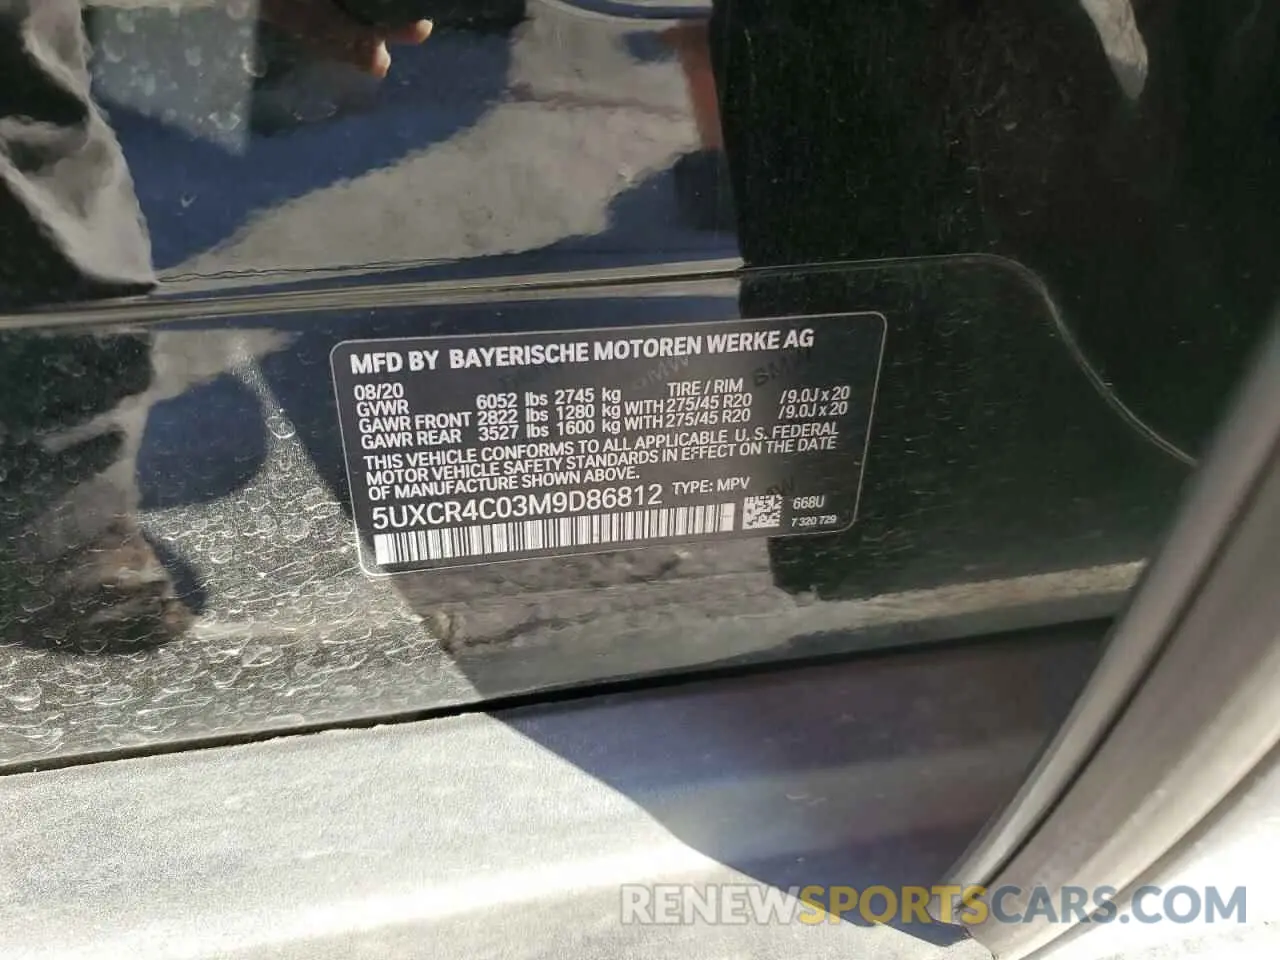 MFD BY BAYERISCHE MOTOREN WERKE AG
08/20 TIRE / RIM
GVWR 6052 lbs 2745 kg
GAWR FRONT 2822 lbs 1280 kg WITH 275/45 R20 /9.0J x 20
GAWR REAR 3527 lbs 1600 kg WITH 275/45 R20 /9.0J x 20
THIS VEHICLE CONFORMS TO ALL APPLICABLE U. S. FEDERAL
MOTOR VEHICLE SAFETY STANDARDS IN EFFECT ON THE DATE
OF MANUFACTURE SHOWN ABOVE.
5UXCR4C03M9D86812 TYPE: MPV
668U
7 320 729
BMW
BMW
RENEWSPORTSCARS.COM